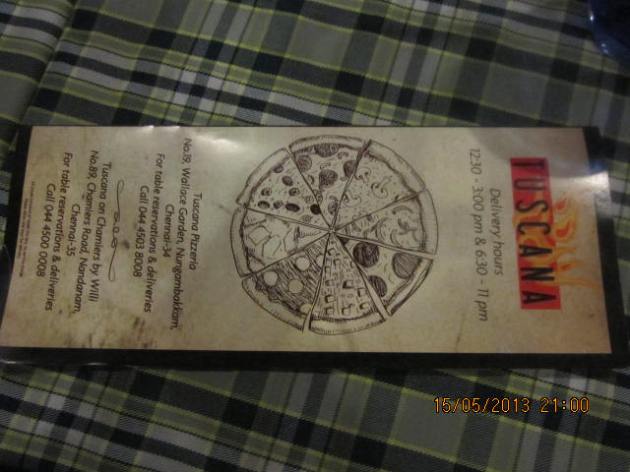 TUSCANA
Delivery hours
12:30 - 3:00 pm & 6:30 - 11 pm
Tuscana Pizzeria
No.19, Wallace Garden, Nungambakkam,
Chennai-34
For table reservations & deliveries
Call 044 4503 8008
Tuscana on Chamiers by Willi
No.89, Chamiers Road, Nandanam,
Chennai-35
For table reservations & deliveries
Call 044 4500 0008
15/05/2013 21:00